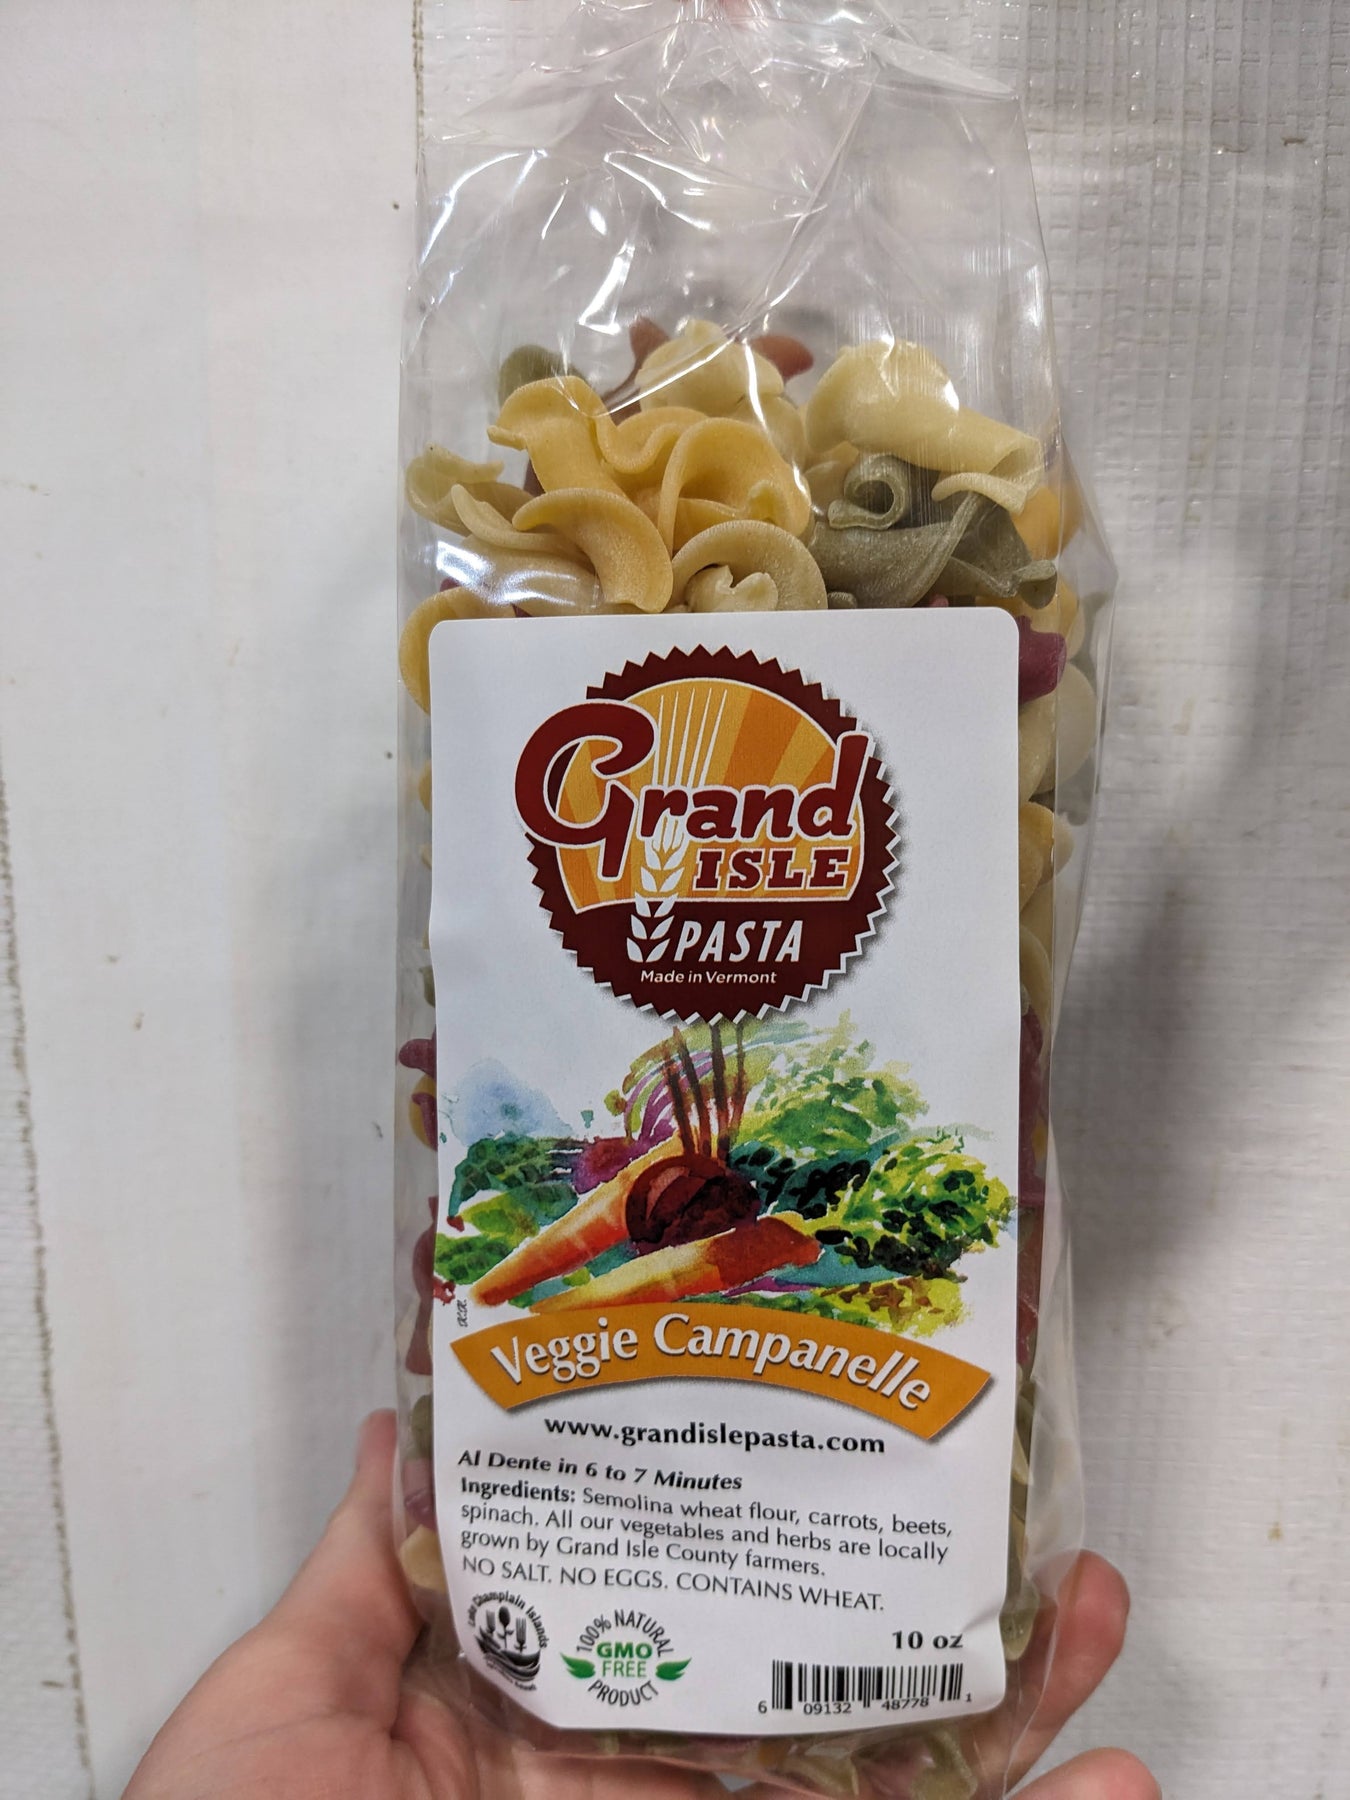 Grand
ISLE
PASTA
Made in Vermont
Veggie Campanelle
www.grandislepasta.com
Al Dente in 6 to 7 Minutes
Ingredients: Semolina wheat flour, carrots, beets,
spinach. All our vegetables and herbs are locally
grown by Grand Isle County farmers.
NO SALT. NO EGGS. CONTAINS WHEAT.
Lake Champlain Islands
100% NATURAL
GMO
FREE
PRODUCT
10 oz
6 09132 48778 1